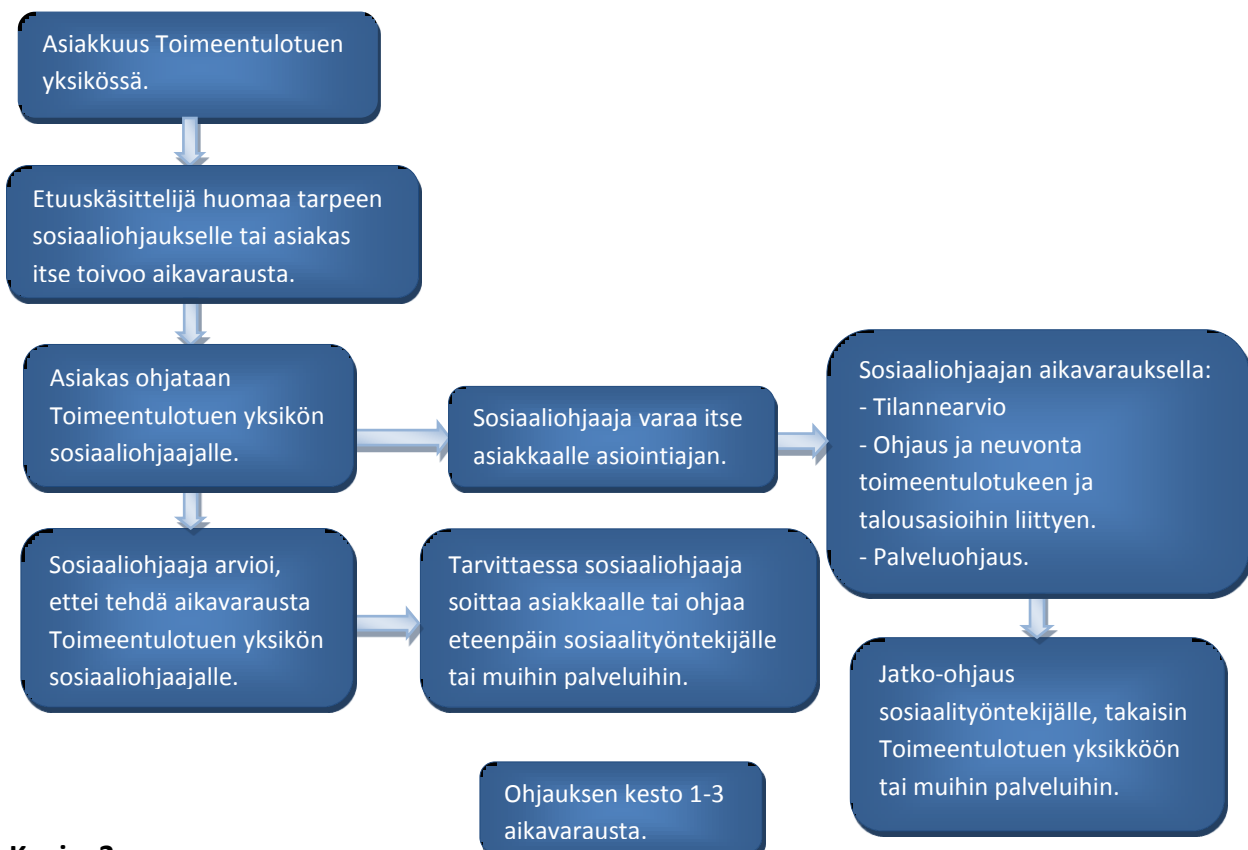 Asiakkuus Toimeentulotuen
yksikössä.
Etuuskäsittelijä huomaa tarpeen
sosiaaliohjaukselle tai asiakas
itse toivoo aikavarausta.
Asiakas ohjataan
Toimeentulotuen yksikön
sosiaaliohjaajalle.
Sosiaaliohjaaja varaa itse
asiakkaalle asiointiajan.
Sosiaaliohjaajan aikavarauksella:
- Tilannearvio
- Ohjaus ja neuvonta
toimeentulotukeen ja
talousasioihin liittyen.
- Palveluohjaus.
Sosiaaliohjaaja arvioi,
ettei tehdä aikavarausta
Toimeentulotuen yksikön
sosiaaliohjaajalle.
Tarvittaessa sosiaaliohjaaja
soittaa asiakkaalle tai ohjaa
eteenpäin sosiaalityöntekijälle
tai muihin palveluihin.
Jatko-ohjaus
sosiaalityöntekijälle, takaisin
Toimeentulotuen yksikköön
tai muihin palveluihin.
Ohjauksen kesto 1-3
aikavarausta.